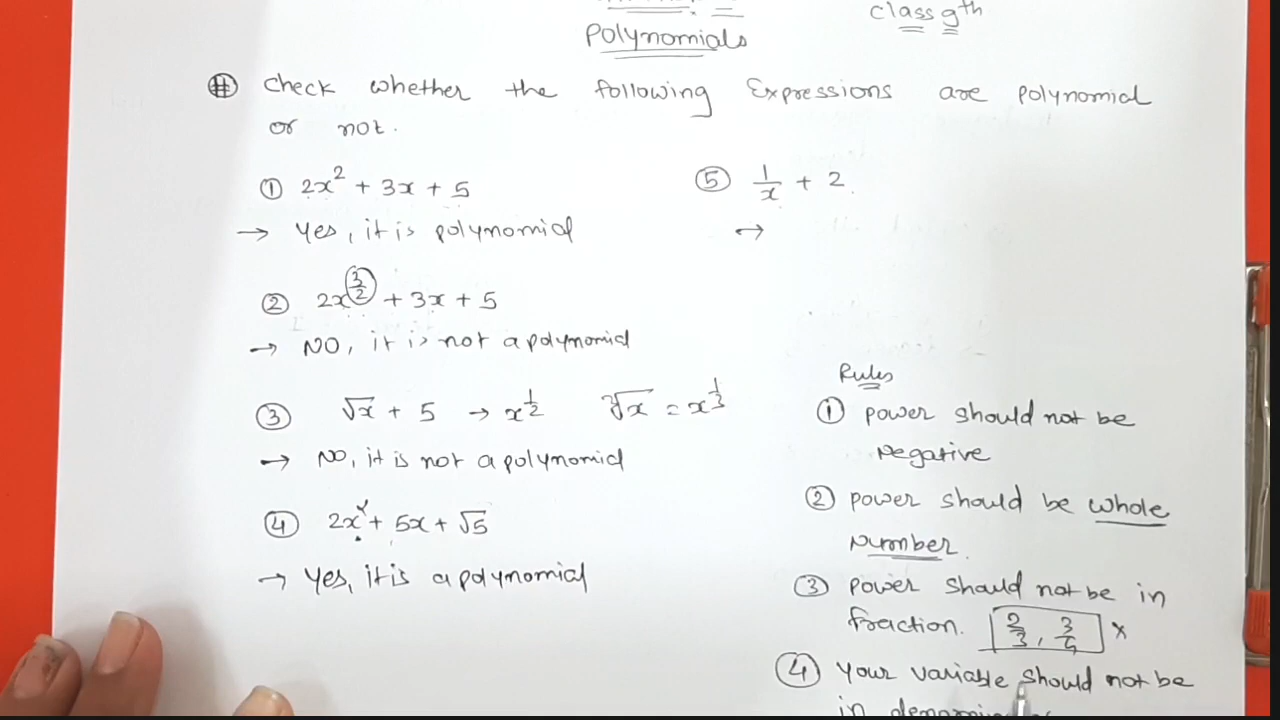 Polynomials
class 9th
# check whether the following Expressions are polynomial
or not.
① 2x² + 3x + 5
→ Yes, it is polynomial
② 2x^(3/2) + 3x + 5
→ NO, it is not a polynomial
③ √x + 5 → x^(1/2) ³√x = x^(1/3)
→ NO, it is not a polynomial
④ 2x² + 5x + √5
→ Yes, it is a polynomial
⑤ 1/x + 2
→
Rules
① power should not be
Negative
② power should be whole
Number.
③ power should not be in
fraction. 2/3, 3/4 ×
④ Your variable should not be
in